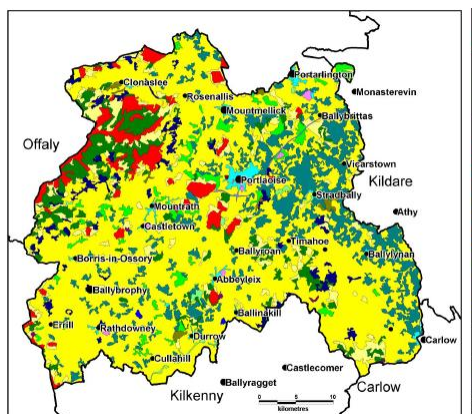 Portarlington
Clonaslee
Monasterevin
Rosenallis
Mountmellick
Ballybrittas
Offaly
Vicarstown
Portlaoise
Kildare
Stradbally
Mountrath
Athy
Castletown
Timahoe
Ballyroan
Ballylynan
Borris-in-Ossory
Abbeyleix
Ballybrophy
Ballinakill
Errill
Rathdowney
Durrow
Carlow
Cullahill
Castlecomer
Ballyragget
Carlow
Kilkenny
0 5 10
kilometres